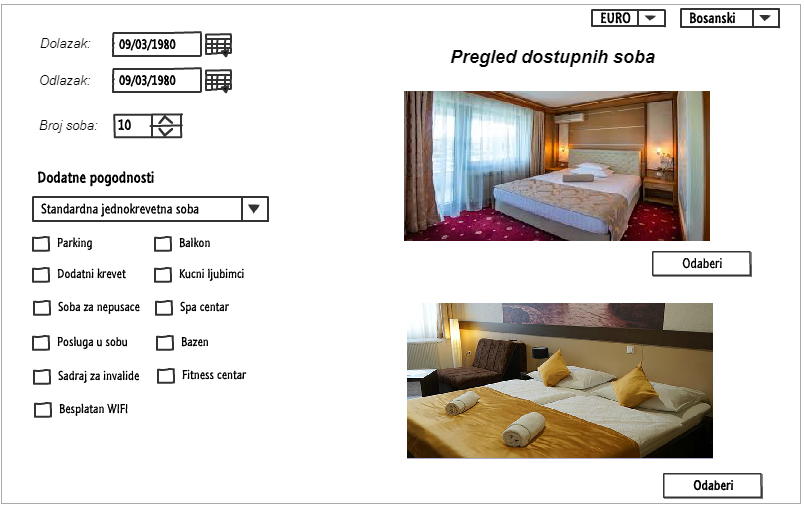 EURO
Bosanski
Dolazak: 09/03/1980
Odlazak: 09/03/1980
Broj soba: 10
Pregled dostupnih soba
Dodatne pogodnosti
Standardna jednokrevetna soba
Parking
Balkon
Dodatni krevet
Kucni ljubimci
Soba za nepusace
Spa centar
Posluga u sobu
Bazen
Sadraj za invalide
Fitness centar
Besplatan WIFI
Odaberi
Odaberi